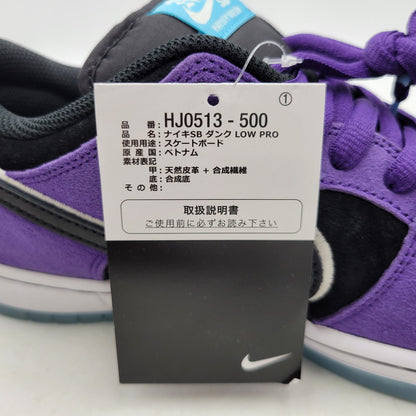 ①
品番: HJ0513 - 500
品名: ナイキSB ダンク LOW PRO
使用用途: スケートボード
原産国: ベトナム
素材表記
甲: 天然皮革 + 合成繊維
底: 合成底
その他:
取扱説明書
ご使用前に必ずお読み下さい。